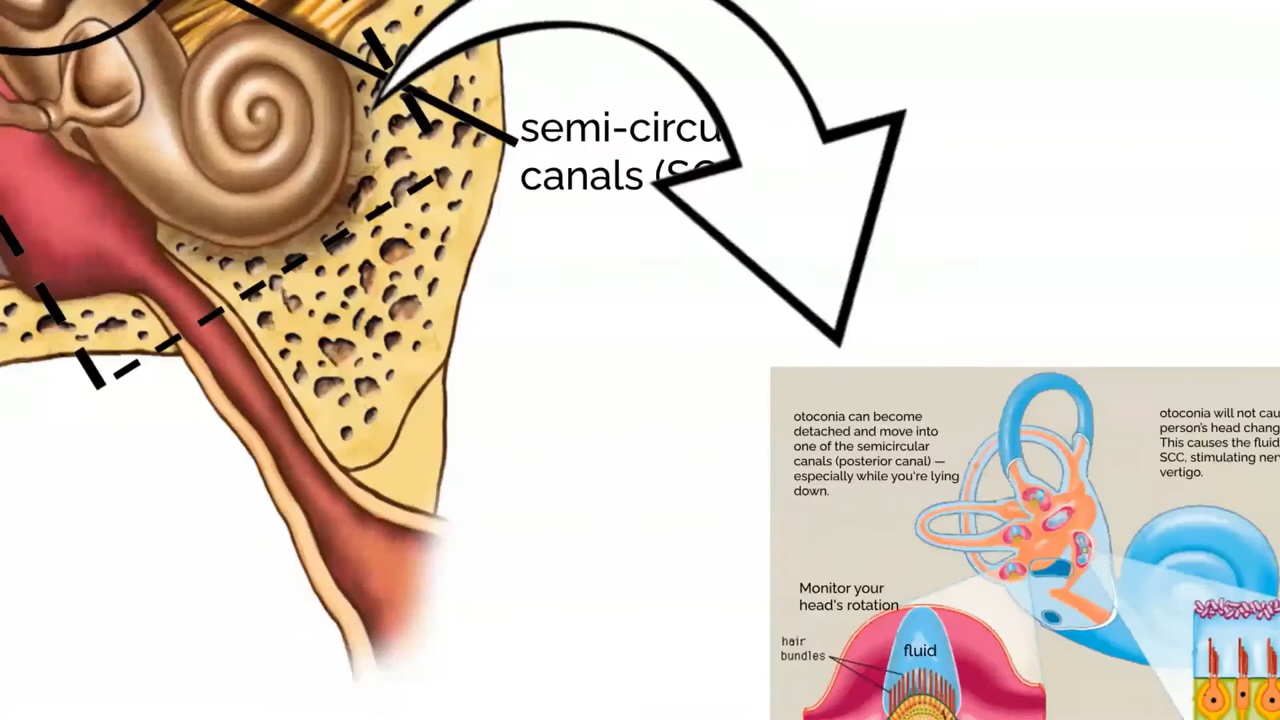 semi-circu
canals (SC
otoconia can become
detached and move into
one of the semicircular
canals (posterior canal) —
especially while you're lying
down.
otoconia will not cau
person's head chang
This causes the fluid
SCC, stimulating ner
vertigo.
Monitor your
head's rotation
hair
bundles
fluid